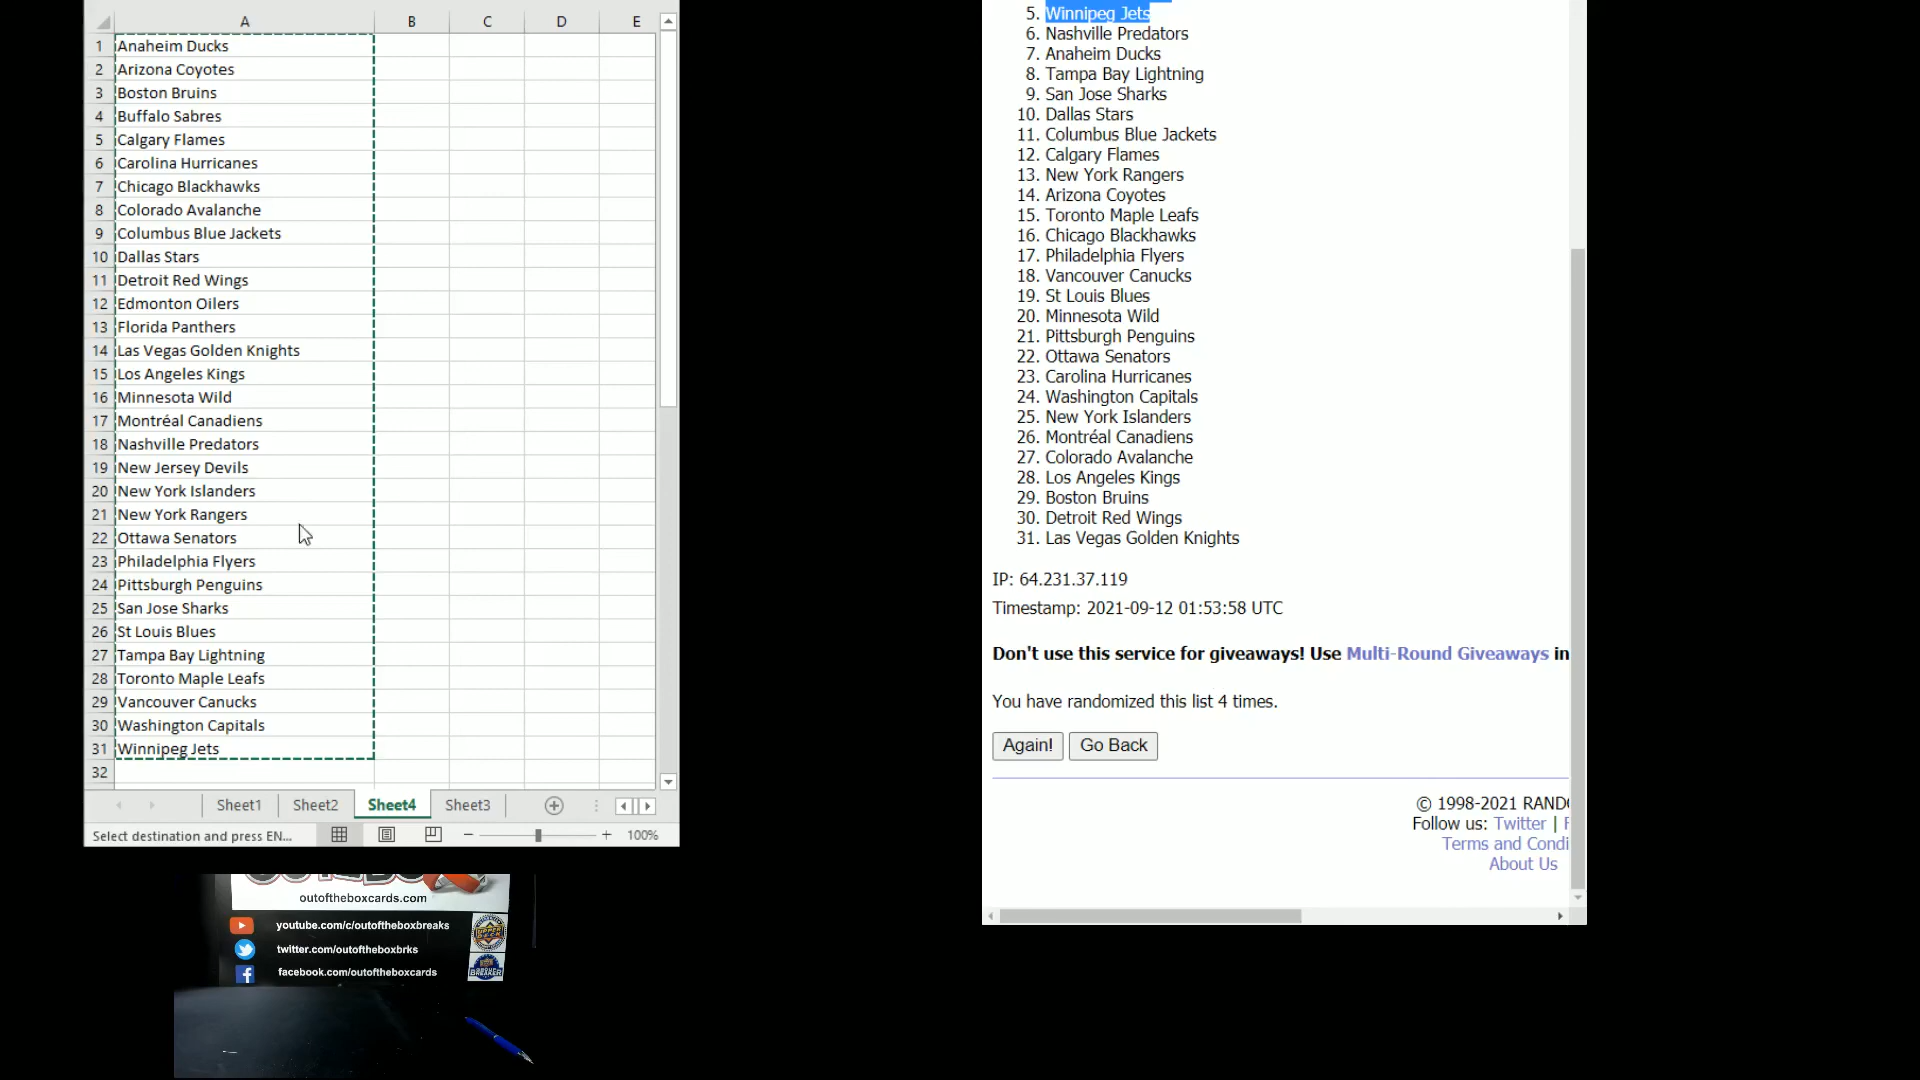 A B C D E
1 Anaheim Ducks
2 Arizona Coyotes
3 Boston Bruins
4 Buffalo Sabres
5 Calgary Flames
6 Carolina Hurricanes
7 Chicago Blackhawks
8 Colorado Avalanche
9 Columbus Blue Jackets
10 Dallas Stars
11 Detroit Red Wings
12 Edmonton Oilers
13 Florida Panthers
14 Las Vegas Golden Knights
15 Los Angeles Kings
16 Minnesota Wild
17 Montréal Canadiens
18 Nashville Predators
19 New Jersey Devils
20 New York Islanders
21 New York Rangers
22 Ottawa Senators
23 Philadelphia Flyers
24 Pittsburgh Penguins
25 San Jose Sharks
26 St Louis Blues
27 Tampa Bay Lightning
28 Toronto Maple Leafs
29 Vancouver Canucks
30 Washington Capitals
31 Winnipeg Jets
32
Sheet1 Sheet2 Sheet4 Sheet3
Select destination and press EN... 100%
outoftheboxcards.com
youtube.com/c/outoftheboxbreaks
twitter.com/outoftheboxbrks
facebook.com/outoftheboxcards
5. Winnipeg Jets
6. Nashville Predators
7. Anaheim Ducks
8. Tampa Bay Lightning
9. San Jose Sharks
10. Dallas Stars
11. Columbus Blue Jackets
12. Calgary Flames
13. New York Rangers
14. Arizona Coyotes
15. Toronto Maple Leafs
16. Chicago Blackhawks
17. Philadelphia Flyers
18. Vancouver Canucks
19. St Louis Blues
20. Minnesota Wild
21. Pittsburgh Penguins
22. Ottawa Senators
23. Carolina Hurricanes
24. Washington Capitals
25. New York Islanders
26. Montréal Canadiens
27. Colorado Avalanche
28. Los Angeles Kings
29. Boston Bruins
30. Detroit Red Wings
31. Las Vegas Golden Knights
IP: 64.231.37.119
Timestamp: 2021-09-12 01:53:58 UTC
Don't use this service for giveaways! Use Multi-Round Giveaways in
You have randomized this list 4 times.
Again! Go Back
© 1998-2021 RAND
Follow us: Twitter |
Terms and Condi
About Us